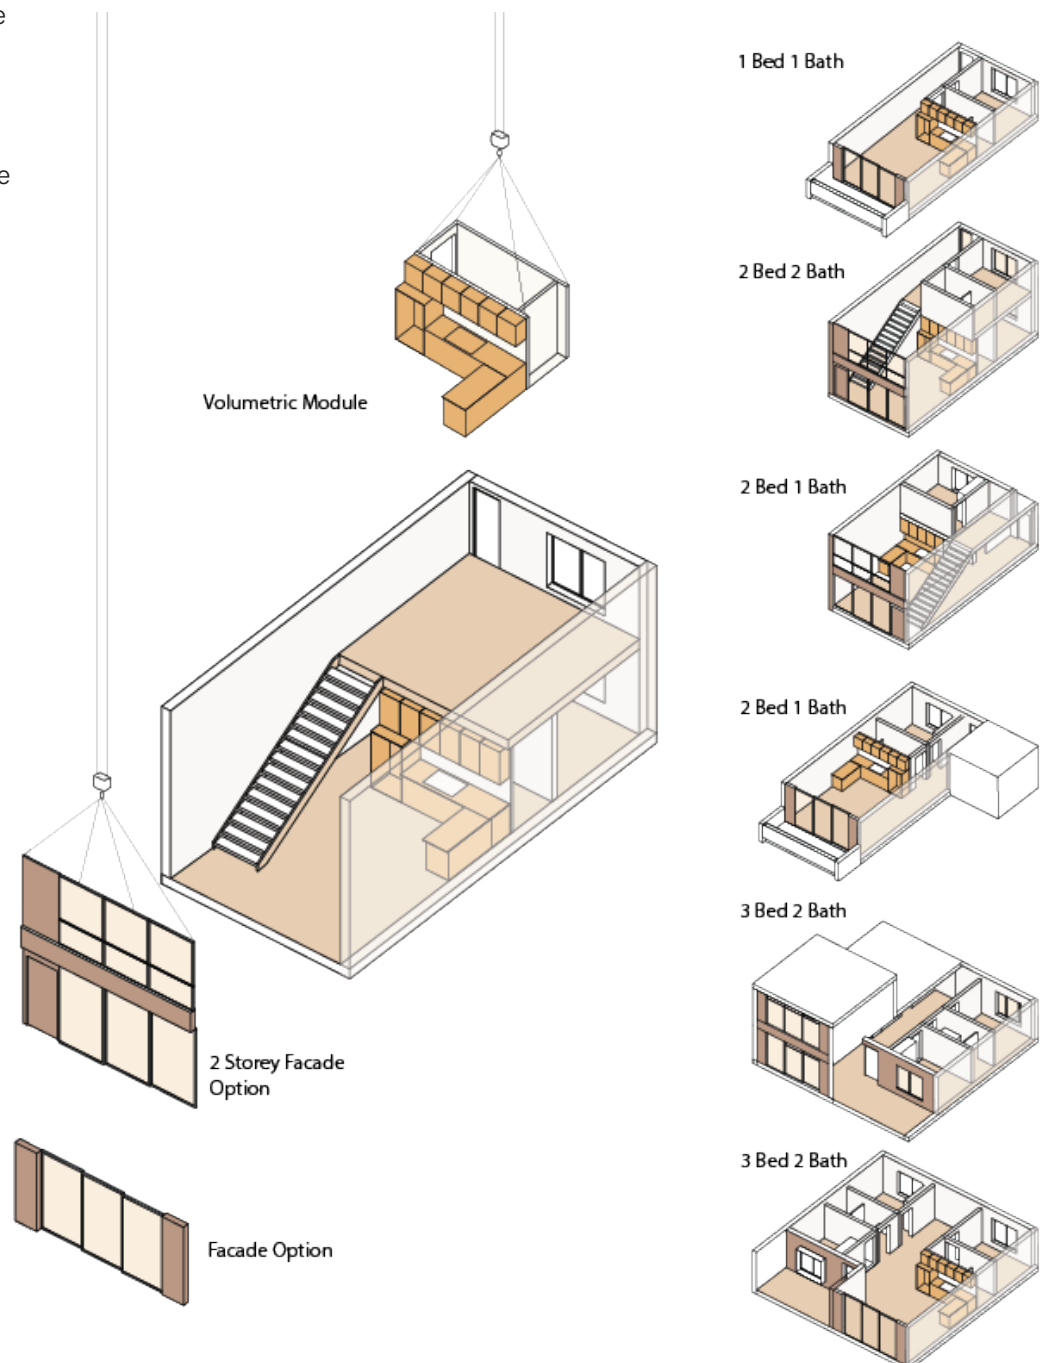 e
e
1 Bed 1 Bath
2 Bed 2 Bath
Volumetric Module
2 Bed 1 Bath
2 Bed 1 Bath
3 Bed 2 Bath
2 Storey Facade
Option
3 Bed 2 Bath
Facade Option